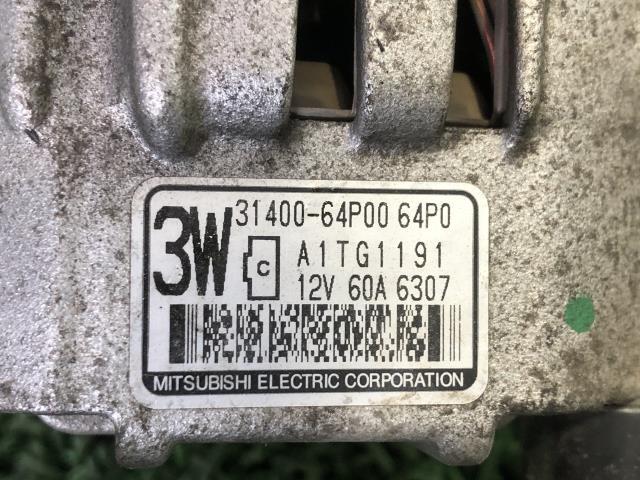 3W 31400-64P00 64P0
C A1TG1191
12V 60A 6307
MITSUBISHI ELECTRIC CORPORATION